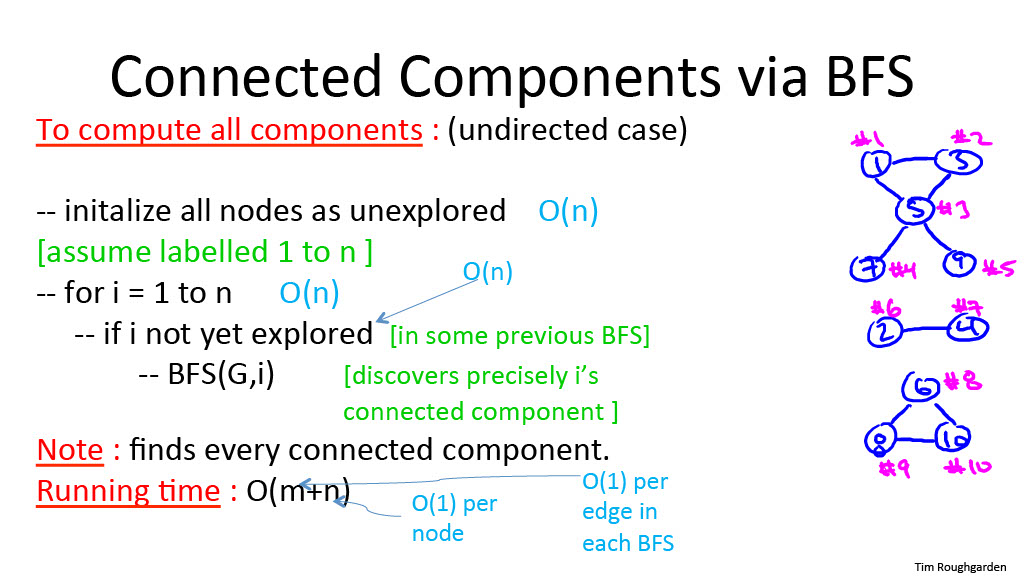 Connected Components via BFS
To compute all components : (undirected case)
#1 #2
1 3
-- initalize all nodes as unexplored O(n)
5 #3
[assume labelled 1 to n ]
O(n)
7 #4 9 #5
-- for i = 1 to n O(n)
#6 #7
-- if i not yet explored [in some previous BFS]
2 4
-- BFS(G,i) [discovers precisely i's
connected component ]
6 #8
Note : finds every connected component.
8 10
#9 #10
Running time : O(m+n)
O(1) per
node
O(1) per
edge in
each BFS
Tim Roughgarden